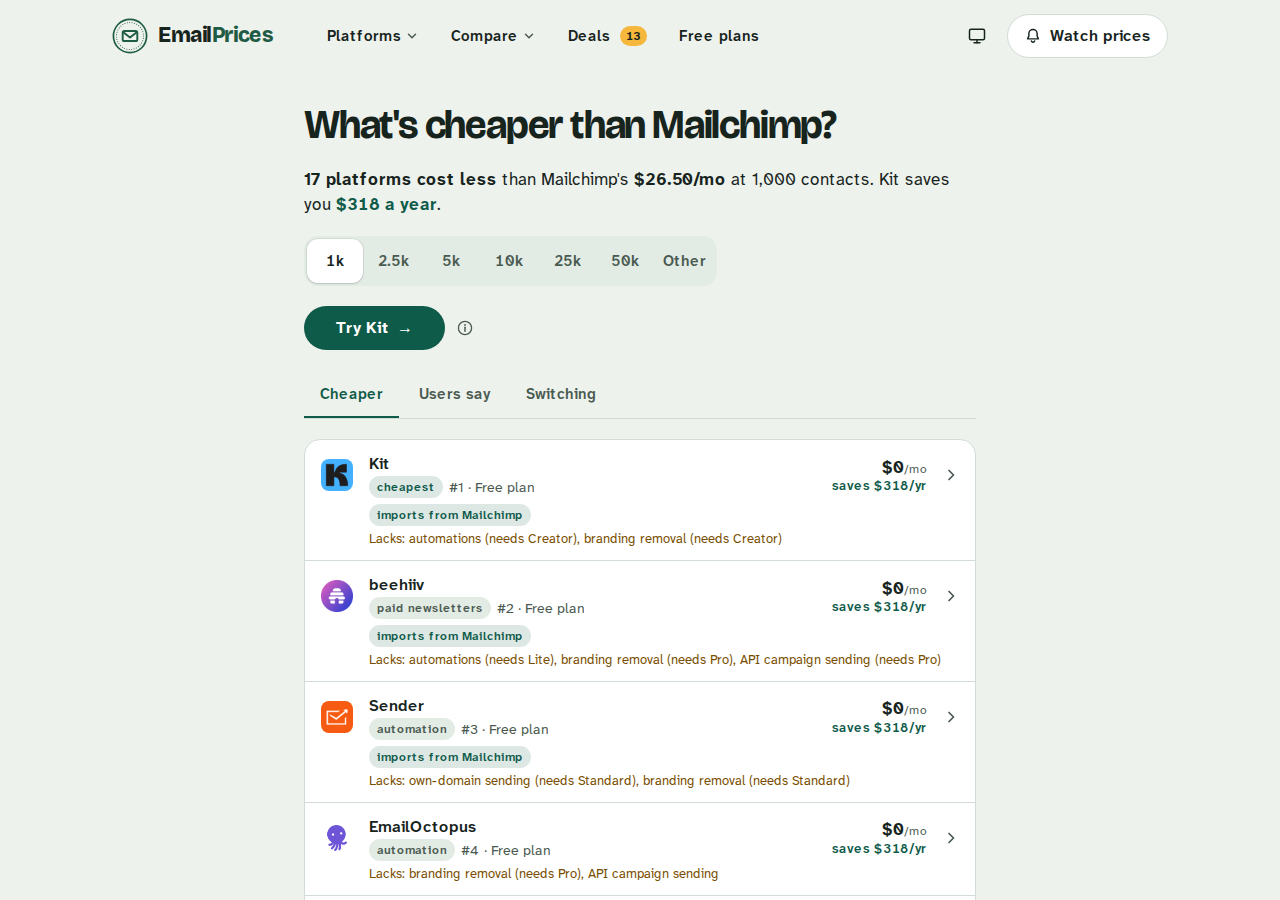 EmailPrices
Platforms
Compare
Deals 13
Free plans
Watch prices
What's cheaper than Mailchimp?
17 platforms cost less than Mailchimp's $26.50/mo at 1,000 contacts. Kit saves
you $318 a year.
1k 2.5k 5k 10k 25k 50k Other
Try Kit →
Cheaper Users say Switching
Kit
$0/mo
cheapest #1 · Free plan
saves $318/yr
imports from Mailchimp
Lacks: automations (needs Creator), branding removal (needs Creator)
beehiiv
$0/mo
paid newsletters #2 · Free plan
saves $318/yr
imports from Mailchimp
Lacks: automations (needs Lite), branding removal (needs Pro), API campaign sending (needs Pro)
Sender
$0/mo
automation #3 · Free plan
saves $318/yr
imports from Mailchimp
Lacks: own-domain sending (needs Standard), branding removal (needs Standard)
EmailOctopus
$0/mo
automation #4 · Free plan
saves $318/yr
Lacks: branding removal (needs Pro), API campaign sending